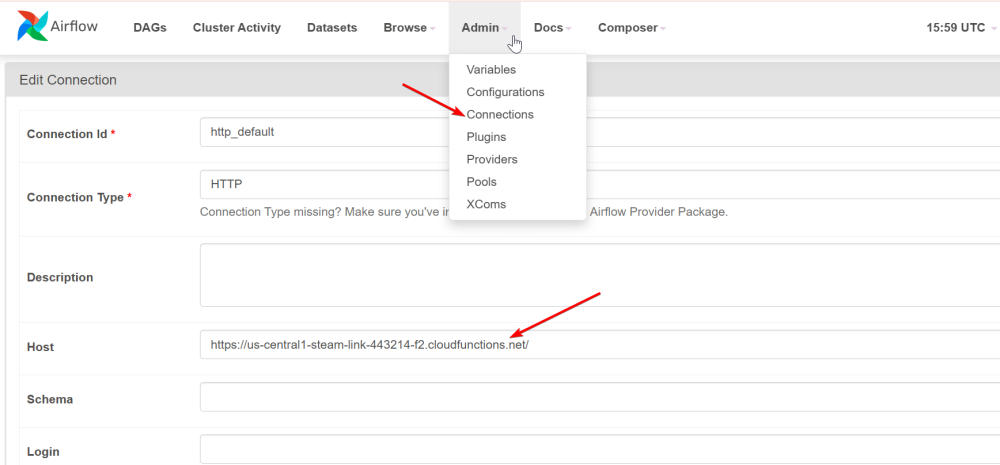 Airflow DAGs Cluster Activity Datasets Browse Admin Docs Composer 15:59 UTC
Variables
Edit Connection
Configurations
Connections
Connection Id * http_default
Plugins
Providers
Connection Type * HTTP
Pools
XComs
Connection Type missing? Make sure you've in Airflow Provider Package.
Description
Host https://us-central1-steam-link-443214-f2.cloudfunctions.net/
Schema
Login